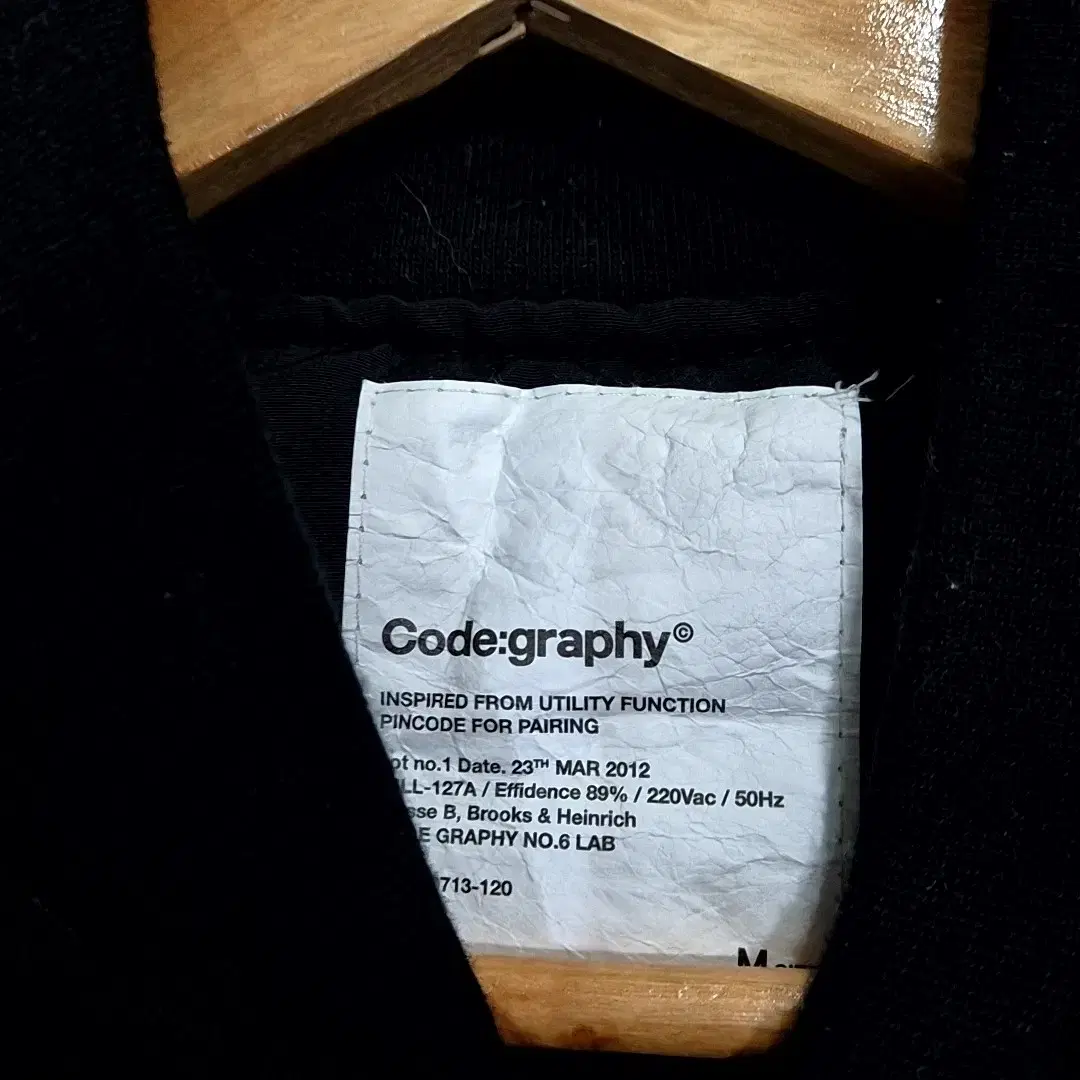 Code:graphy©
INSPIRED FROM UTILITY FUNCTION
PINCODE FOR PAIRING
no.1 Date. 23TH MAR 2012
LL-127A / Effidence 89% / 220Vac / 50Hz
sse B, Brooks & Heinrich
E GRAPHY NO.6 LAB
713-120
M